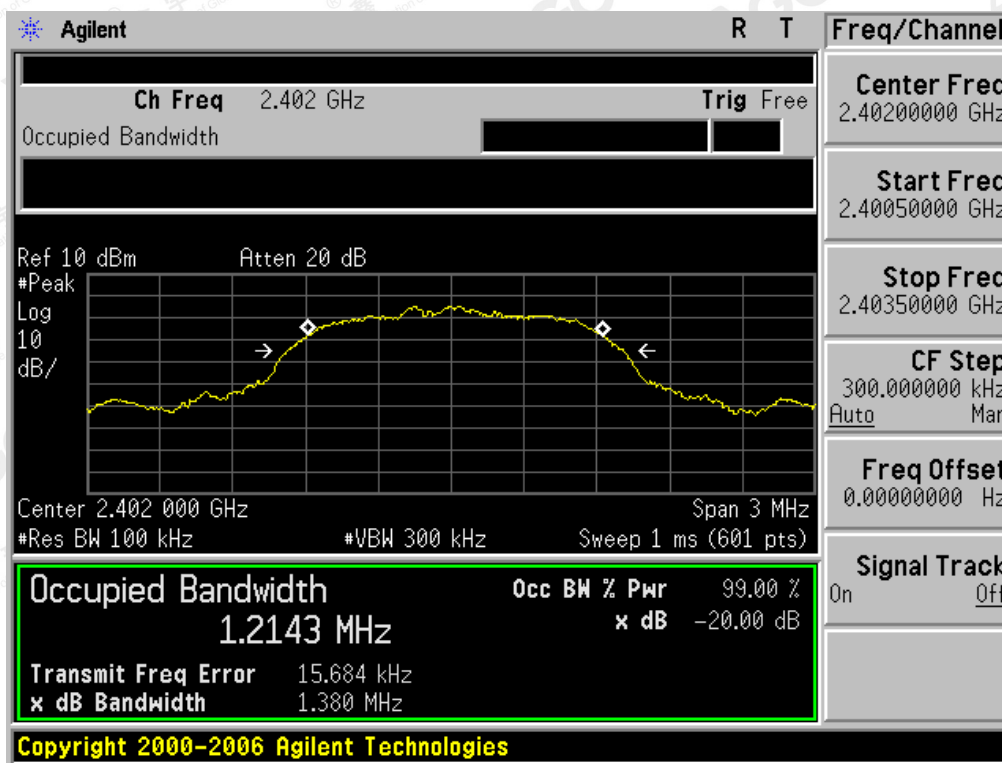 Agilent R T
Freq/Channel
Ch Freq 2.402 GHz Trig Free
Occupied Bandwidth
Center Freq
2.40200000 GHz
Start Freq
2.40050000 GHz
Stop Freq
2.40350000 GHz
CF Step
300.000000 kHz
Auto Man
Freq Offset
0.00000000 Hz
Signal Track
On Off
Ref 10 dBm Atten 20 dB
#Peak
Log
10
dB/
Center 2.402 000 GHz Span 3 MHz
#Res BW 100 kHz #VBW 300 kHz Sweep 1 ms (601 pts)
Occupied Bandwidth
1.2143 MHz
Occ BW % Pwr 99.00 %
x dB -20.00 dB
Transmit Freq Error 15.684 kHz
x dB Bandwidth 1.380 MHz
Copyright 2000-2006 Agilent Technologies